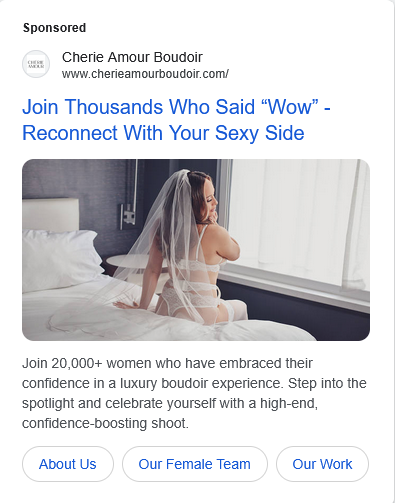 Sponsored
CHERIE
AMOUR
Cherie Amour Boudoir
www.cherieamourboudoir.com/
Join Thousands Who Said “Wow” -
Reconnect With Your Sexy Side
Join 20,000+ women who have embraced their
confidence in a luxury boudoir experience. Step into the
spotlight and celebrate yourself with a high-end,
confidence-boosting shoot.
About Us
Our Female Team
Our Work